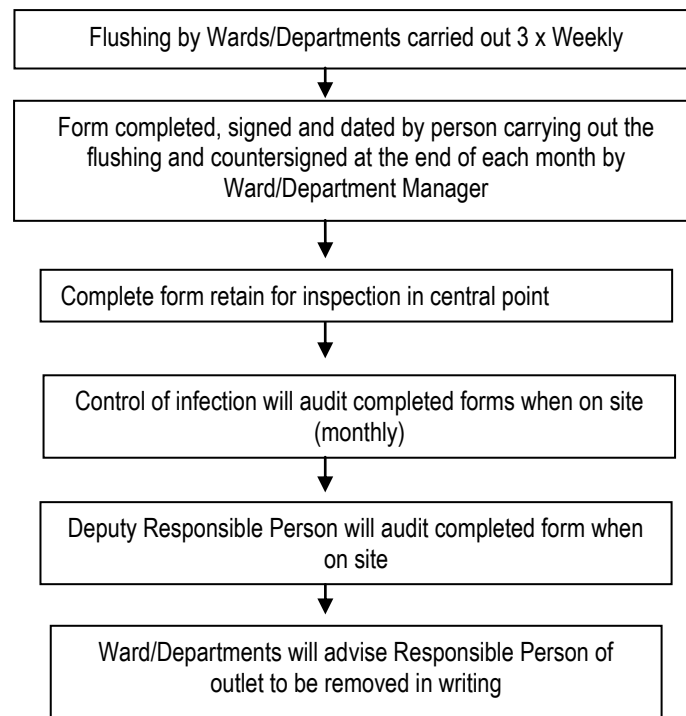 Flushing by Wards/Departments carried out 3 x Weekly
Form completed, signed and dated by person carrying out the
flushing and countersigned at the end of each month by
Ward/Department Manager
Complete form retain for inspection in central point
Control of infection will audit completed forms when on site
(monthly)
Deputy Responsible Person will audit completed form when
on site
Ward/Departments will advise Responsible Person of
outlet to be removed in writing